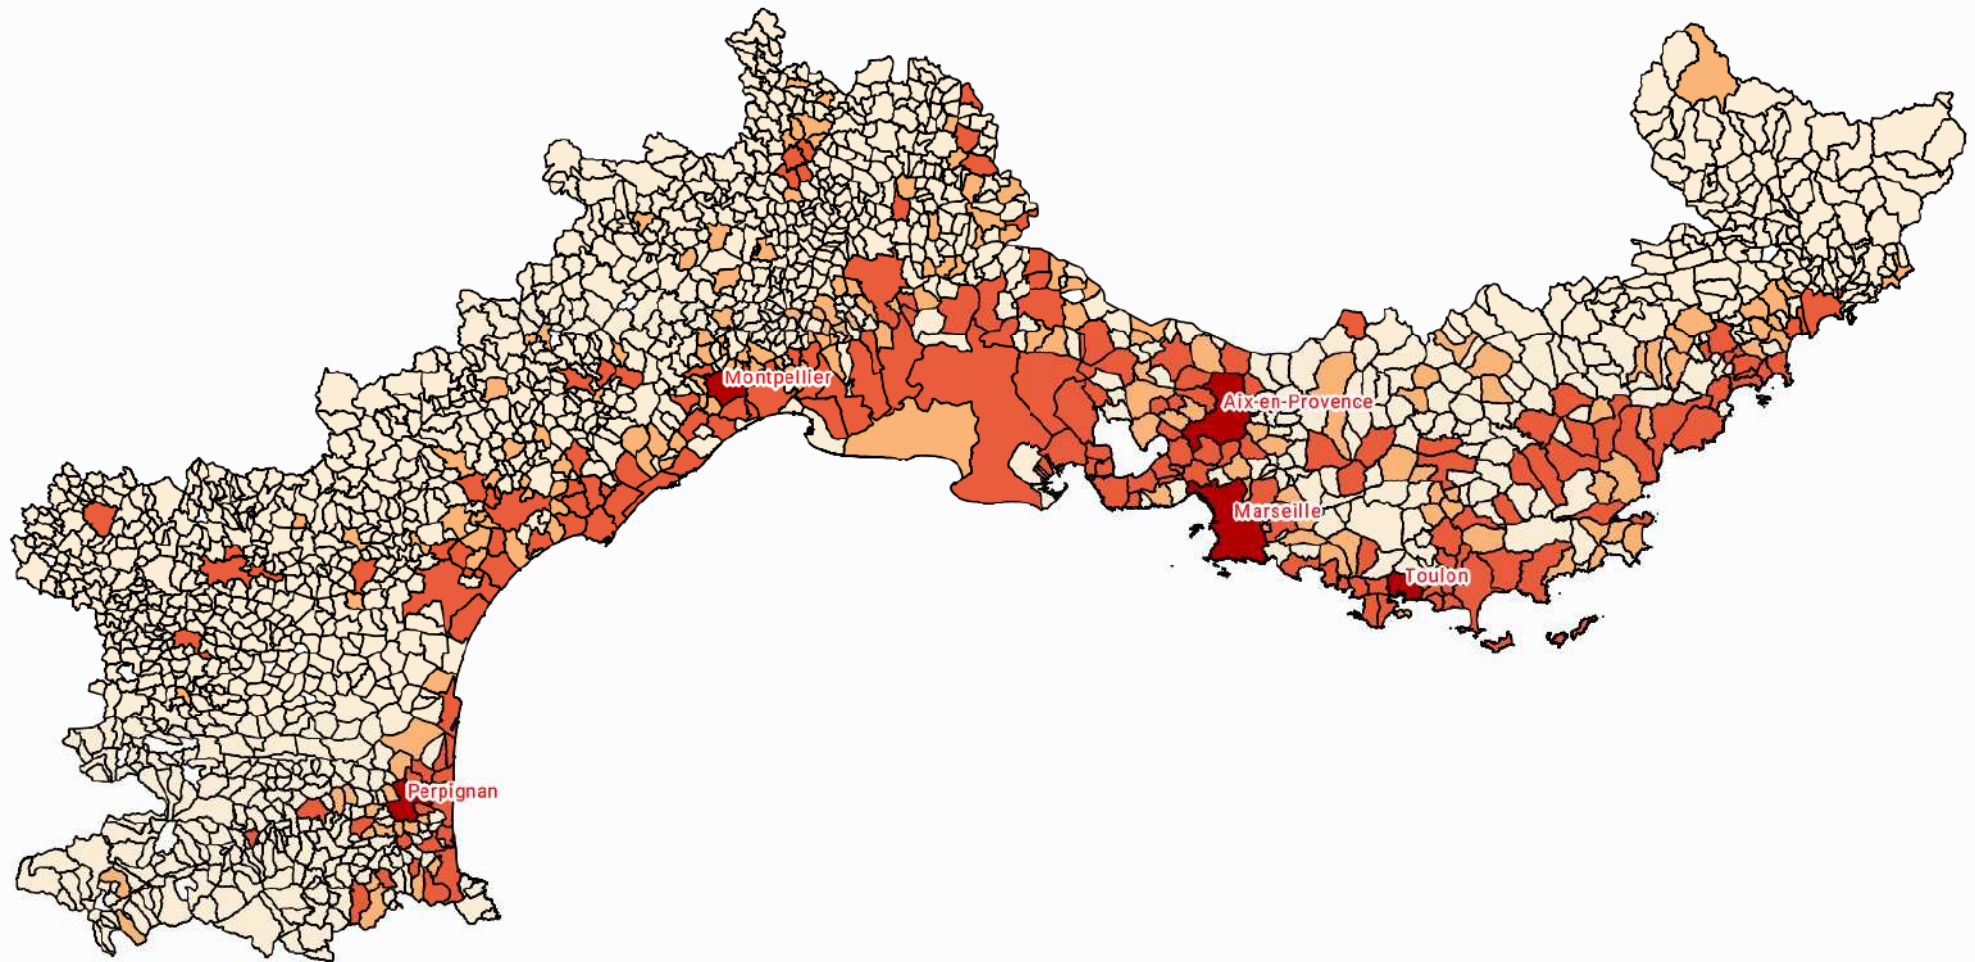 Montpellier
Aix-en-Provence
Marseille
Toulon
Perpignan